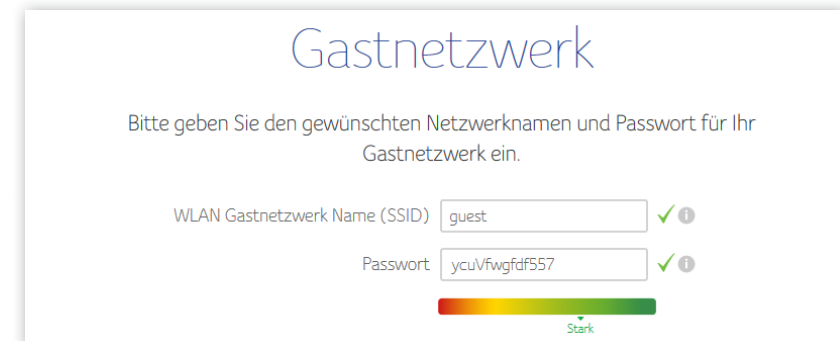 Gastnetzwerk
Bitte geben Sie den gewünschten Netzwerknamen und Passwort für Ihr
Gastnetzwerk ein.
WLAN Gastnetzwerk Name (SSID) guest
Passwort ycuVfwgfdf557
Stark